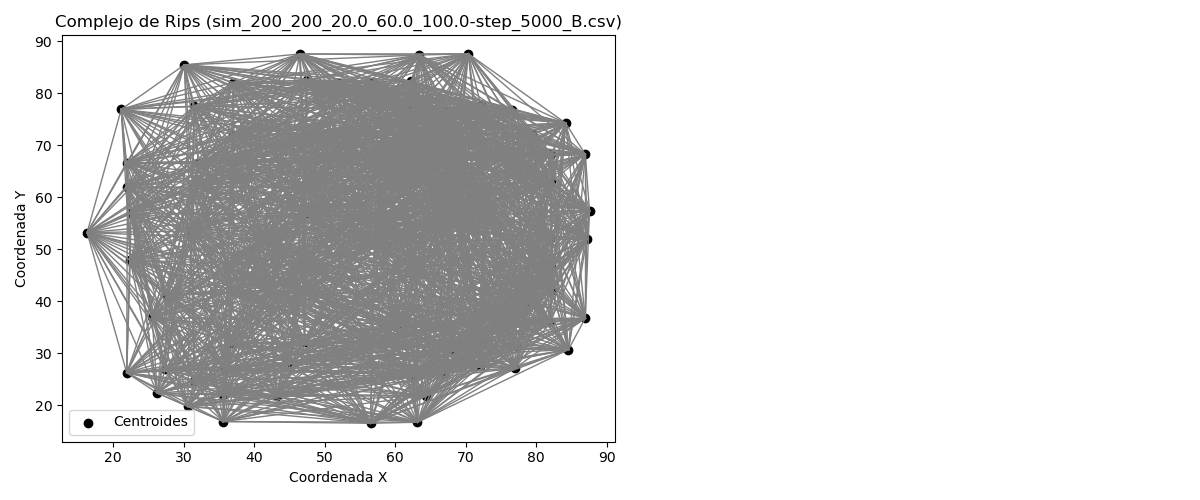 Complejo de Rips (sim_200_200_20.0_60.0_100.0-step_5000_B.csv)
90
80
70
60
50
40
30
20
Coordenada Y
Centroides
20 30 40 50 60 70 80 90
Coordenada X